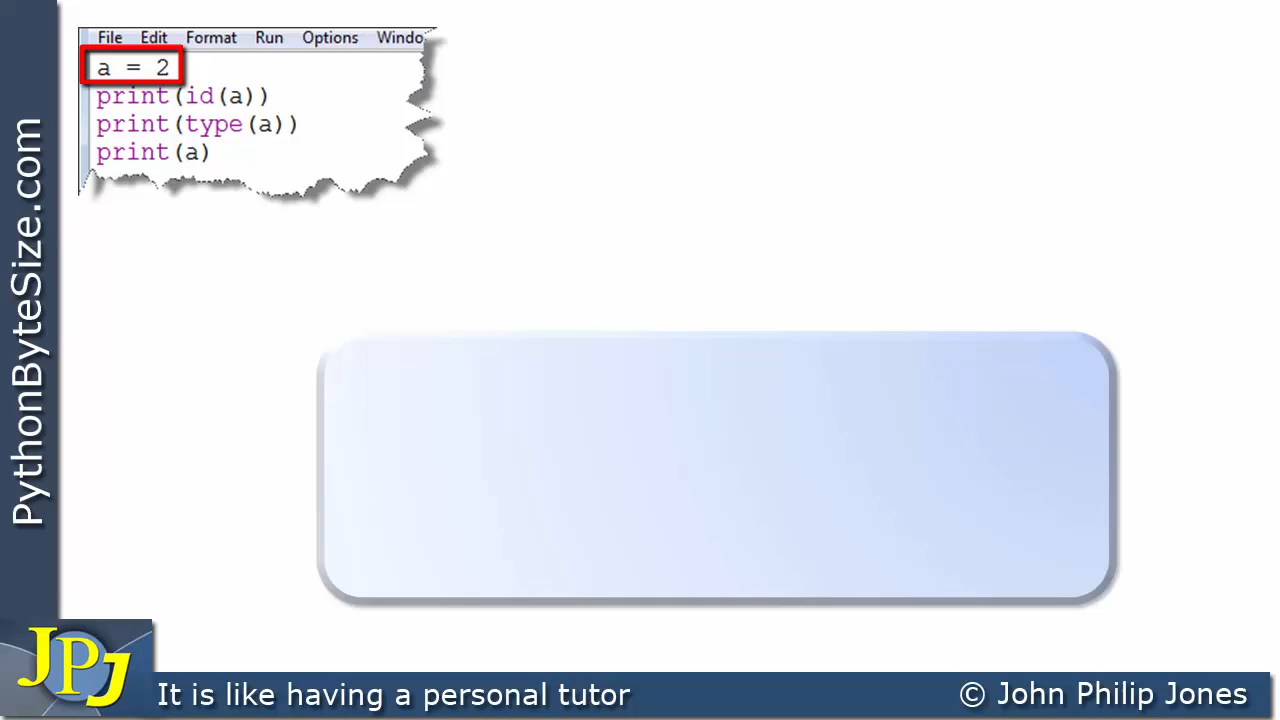 File Edit Format Run Options Windo
a = 2
print(id(a))
print(type(a))
print(a)
PythonByteSize.com
JPJ
It is like having a personal tutor
© John Philip Jones